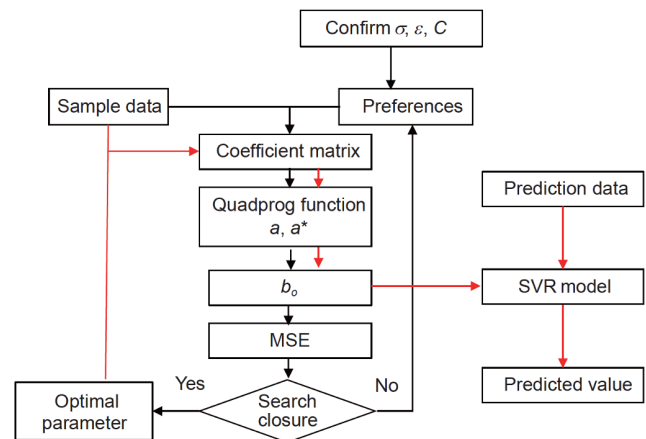 Confirm σ, ε, C
Sample data
Preferences
Coefficient matrix
Quadprog function
a, a*
Prediction data
b₀
SVR model
MSE
Yes
No
Search
closure
Optimal
parameter
Predicted value